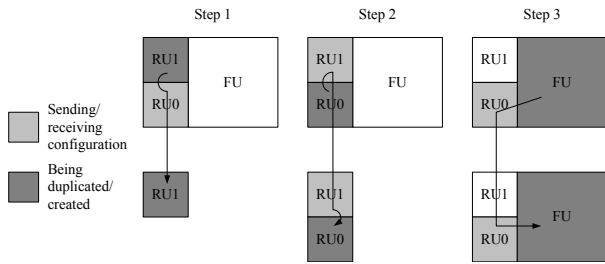 Step 1
Step 2
Step 3
RU1
RU0
FU
RU1
RU0
FU
RU1
RU0
FU
Sending/
receiving
configuration
Being
duplicated/
created
RU1
RU1
RU0
RU1
RU0
FU